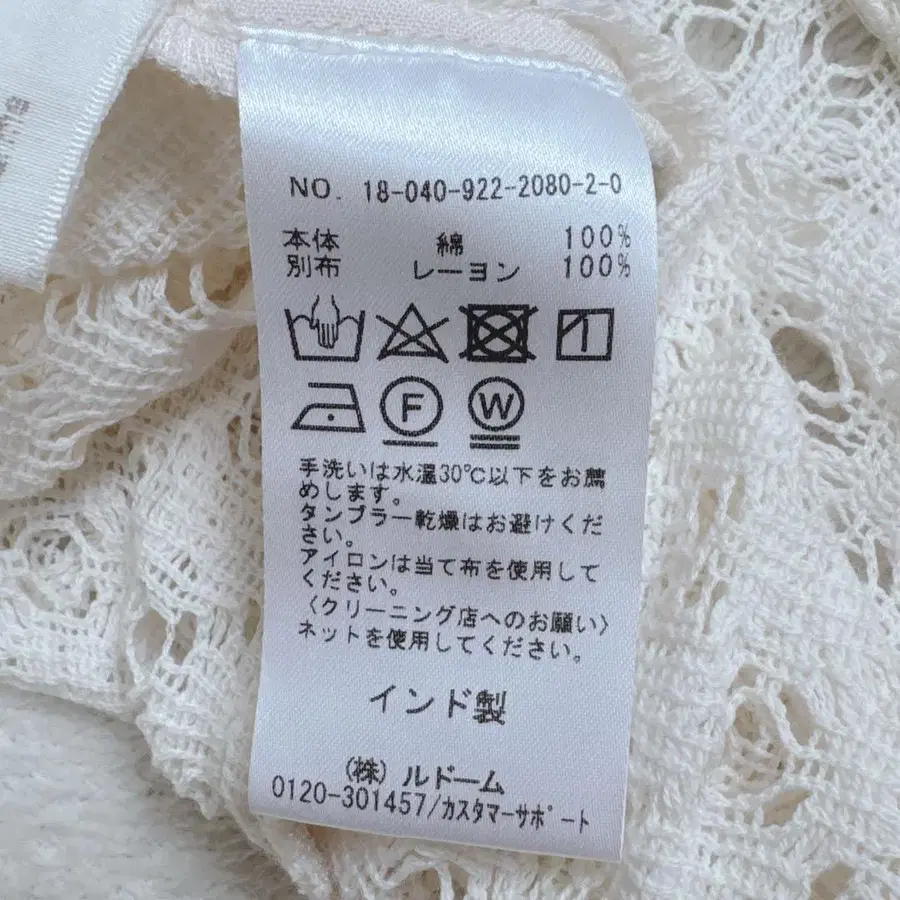 NO. 18-040-922-2080-2-0
本体 綿 100%
別布 レーヨン 100%
F W
手洗いは水温30℃以下をお薦
めします。
タンブラー乾燥はお避けくだ
さい。
アイロンは当て布を使用して
ください。
〈クリーニング店へのお願い〉
ネットを使用してください。
インド製
(株) ルドーム
0120-301457/カスタマーサポート